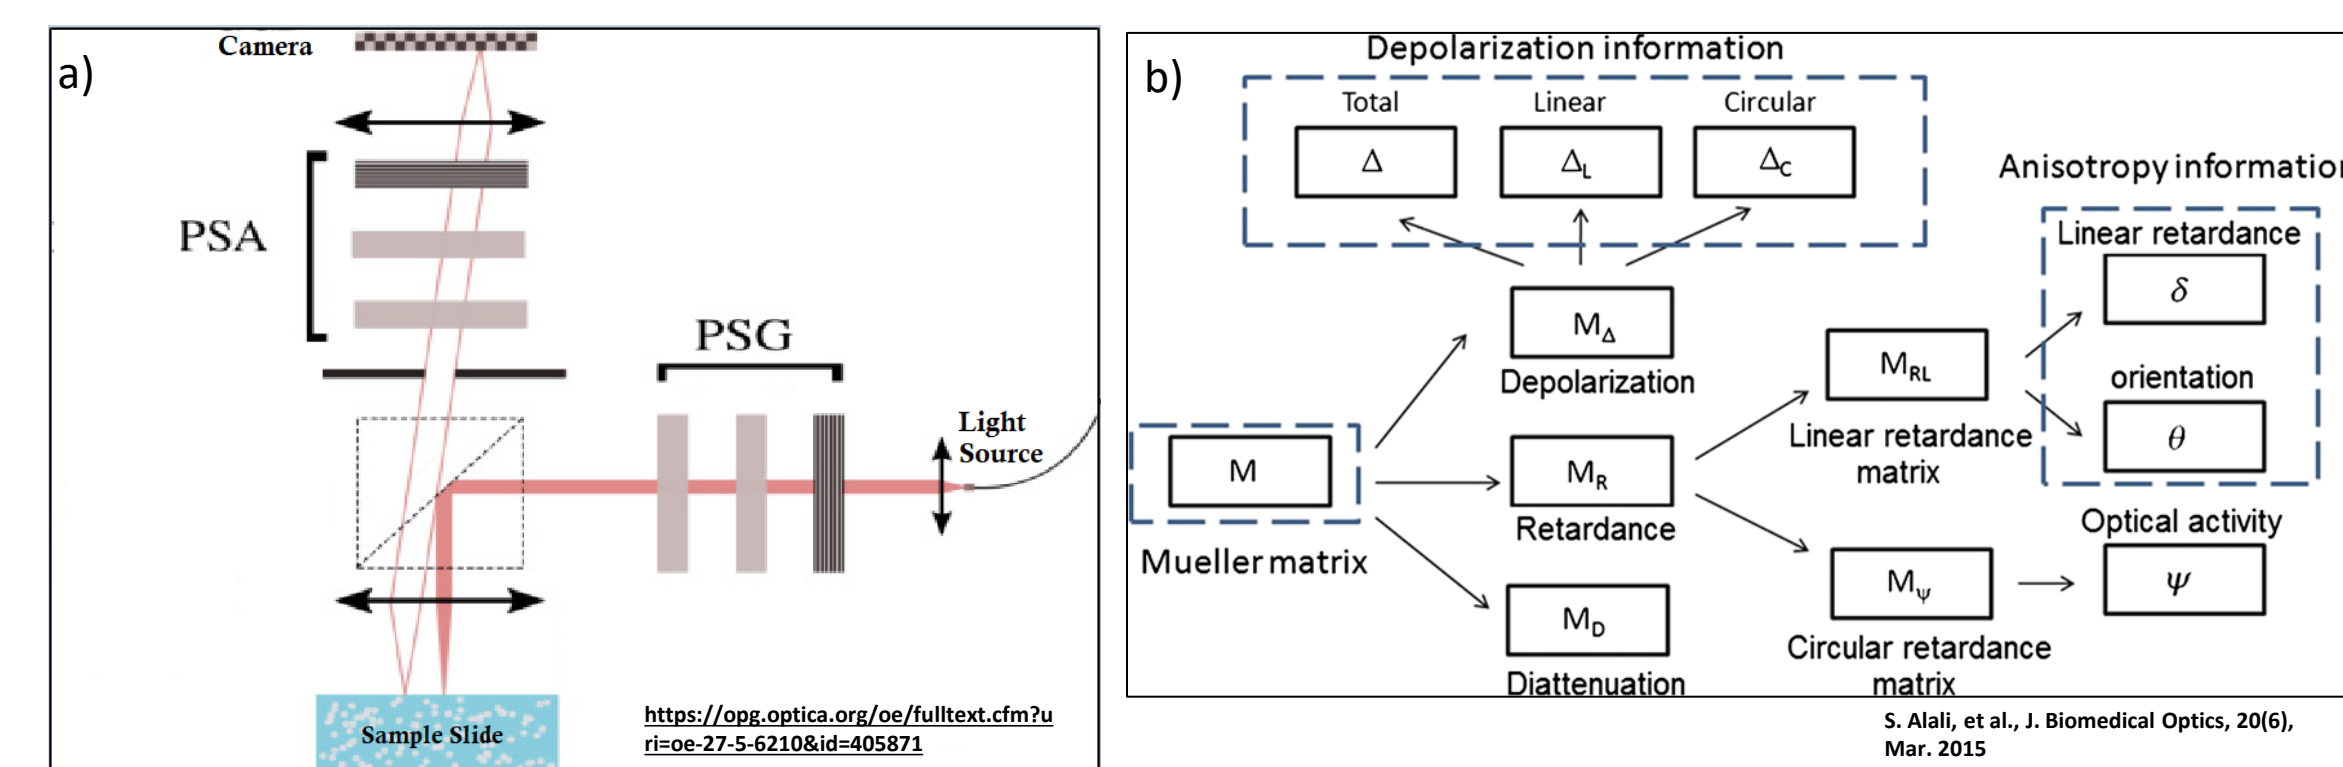 a)
Camera
PSA
PSG
Light
Source
Sample Slide
https://opg.optica.org/oe/fulltext.cfm?u
ri=oe-27-5-6210&id=405871
b)
Depolarization information
Total Linear Circular
Δ ΔL ΔC
Anisotropy information
Linear retardance
δ
MΔ
Depolarization
MRL
Linear retardance
matrix
orientation
θ
M
Mueller matrix
MR
Retardance
Optical activity
Mψ ψ
Circular retardance
matrix
MD
Diattenuation
S. Alali, et al., J. Biomedical Optics, 20(6),
Mar. 2015